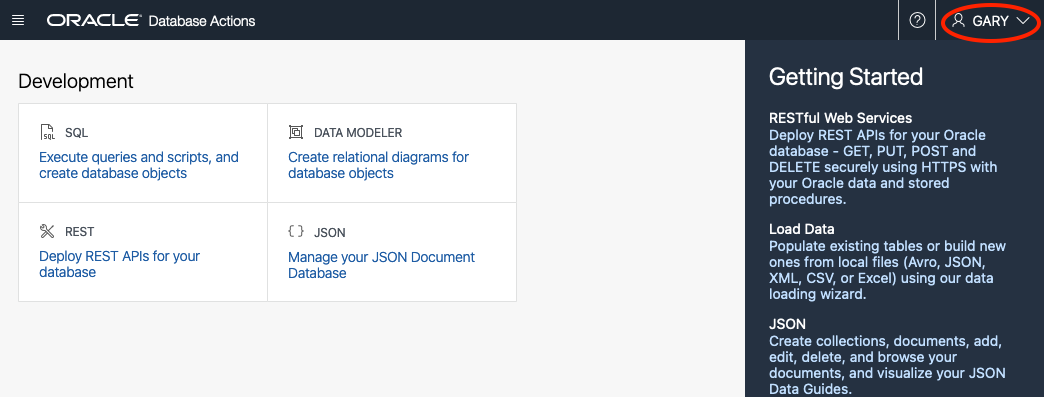 ORACLE Database Actions
GARY
Development
SQL
Execute queries and scripts, and
create database objects
DATA MODELER
Create relational diagrams for
database objects
REST
Deploy REST APIs for your
database
JSON
Manage your JSON Document
Database
Getting Started
RESTful Web Services
Deploy REST APIs for your Oracle
database - GET, PUT, POST and
DELETE securely using HTTPS with
your Oracle data and stored
procedures.
Load Data
Populate existing tables or build new
ones from local files (Avro, JSON,
XML, CSV, or Excel) using our data
loading wizard.
JSON
Create collections, documents, add,
edit, delete, and browse your
documents, and visualize your JSON
Data Guides.